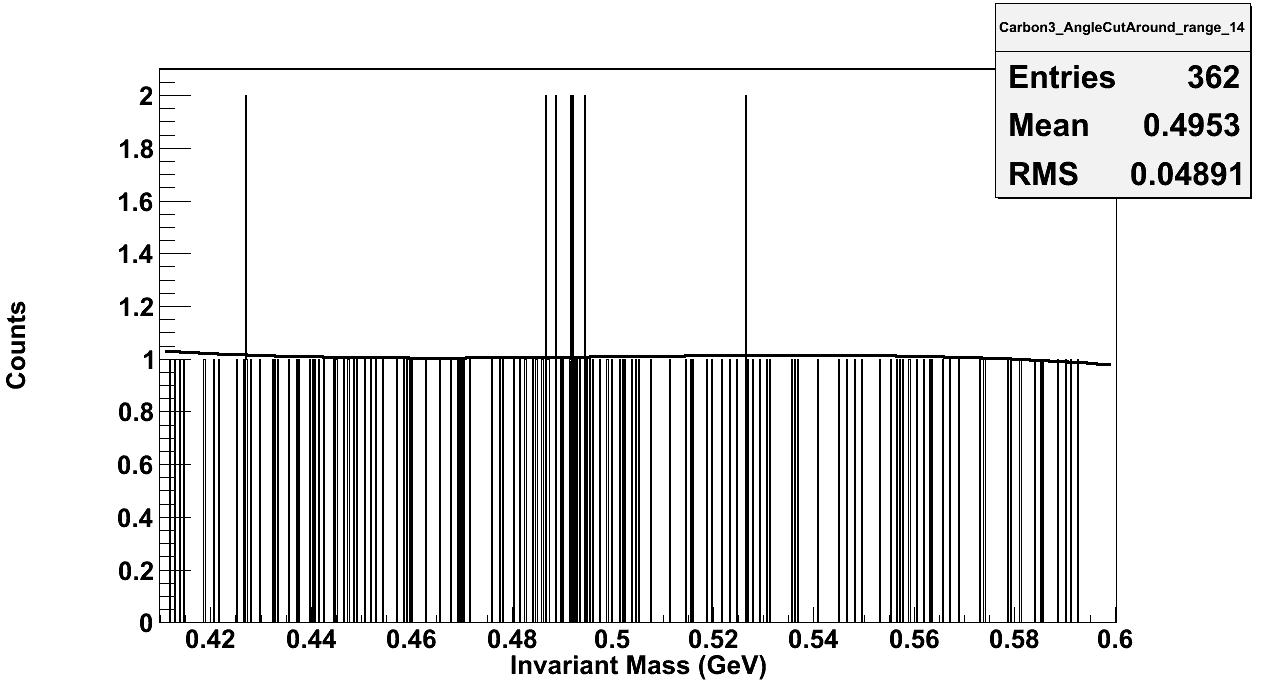 Carbon3_AngleCutAround_range_14
Entries 362
Mean 0.4953
RMS 0.04891
Counts
2
1.8
1.6
1.4
1.2
1
0.8
0.6
0.4
0.2
0
0.42 0.44 0.46 0.48 0.5 0.52 0.54 0.56 0.58 0.6
Invariant Mass (GeV)